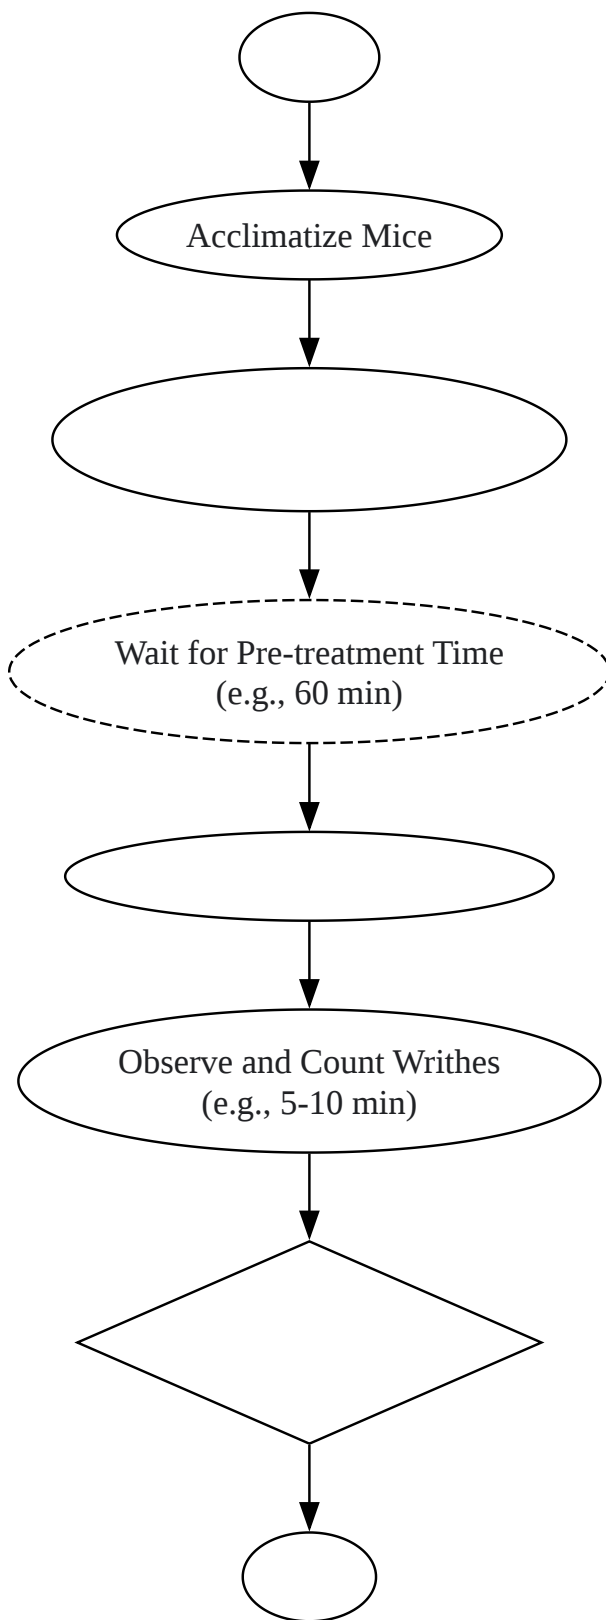 Acclimatize Mice
Wait for Pre-treatment Time
(e.g., 60 min)
Observe and Count Writhes
(e.g., 5-10 min)